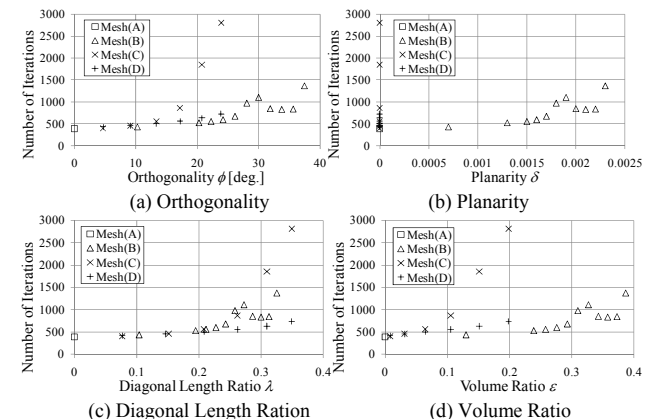 3000
2500
2000
1500
1000
500
0
Number of Iterations
Mesh(A)
Mesh(B)
Mesh(C)
Mesh(D)
0 10 20 30 40
Orthogonality ϕ [deg.]
(a) Orthogonality
3000
2500
2000
1500
1000
500
0
Number of Iterations
Mesh(A)
Mesh(B)
Mesh(C)
Mesh(D)
0 0.0005 0.001 0.0015 0.002 0.0025
Planarity δ
(b) Planarity
3000
2500
2000
1500
1000
500
0
Number of Iterations
Mesh(A)
Mesh(B)
Mesh(C)
Mesh(D)
0 0.1 0.2 0.3 0.4
Diagonal Length Ratio λ
(c) Diagonal Length Ration
3000
2500
2000
1500
1000
500
0
Number of Iterations
Mesh(A)
Mesh(B)
Mesh(C)
Mesh(D)
0 0.1 0.2 0.3 0.4
Volume Ratio ε
(d) Volume Ratio